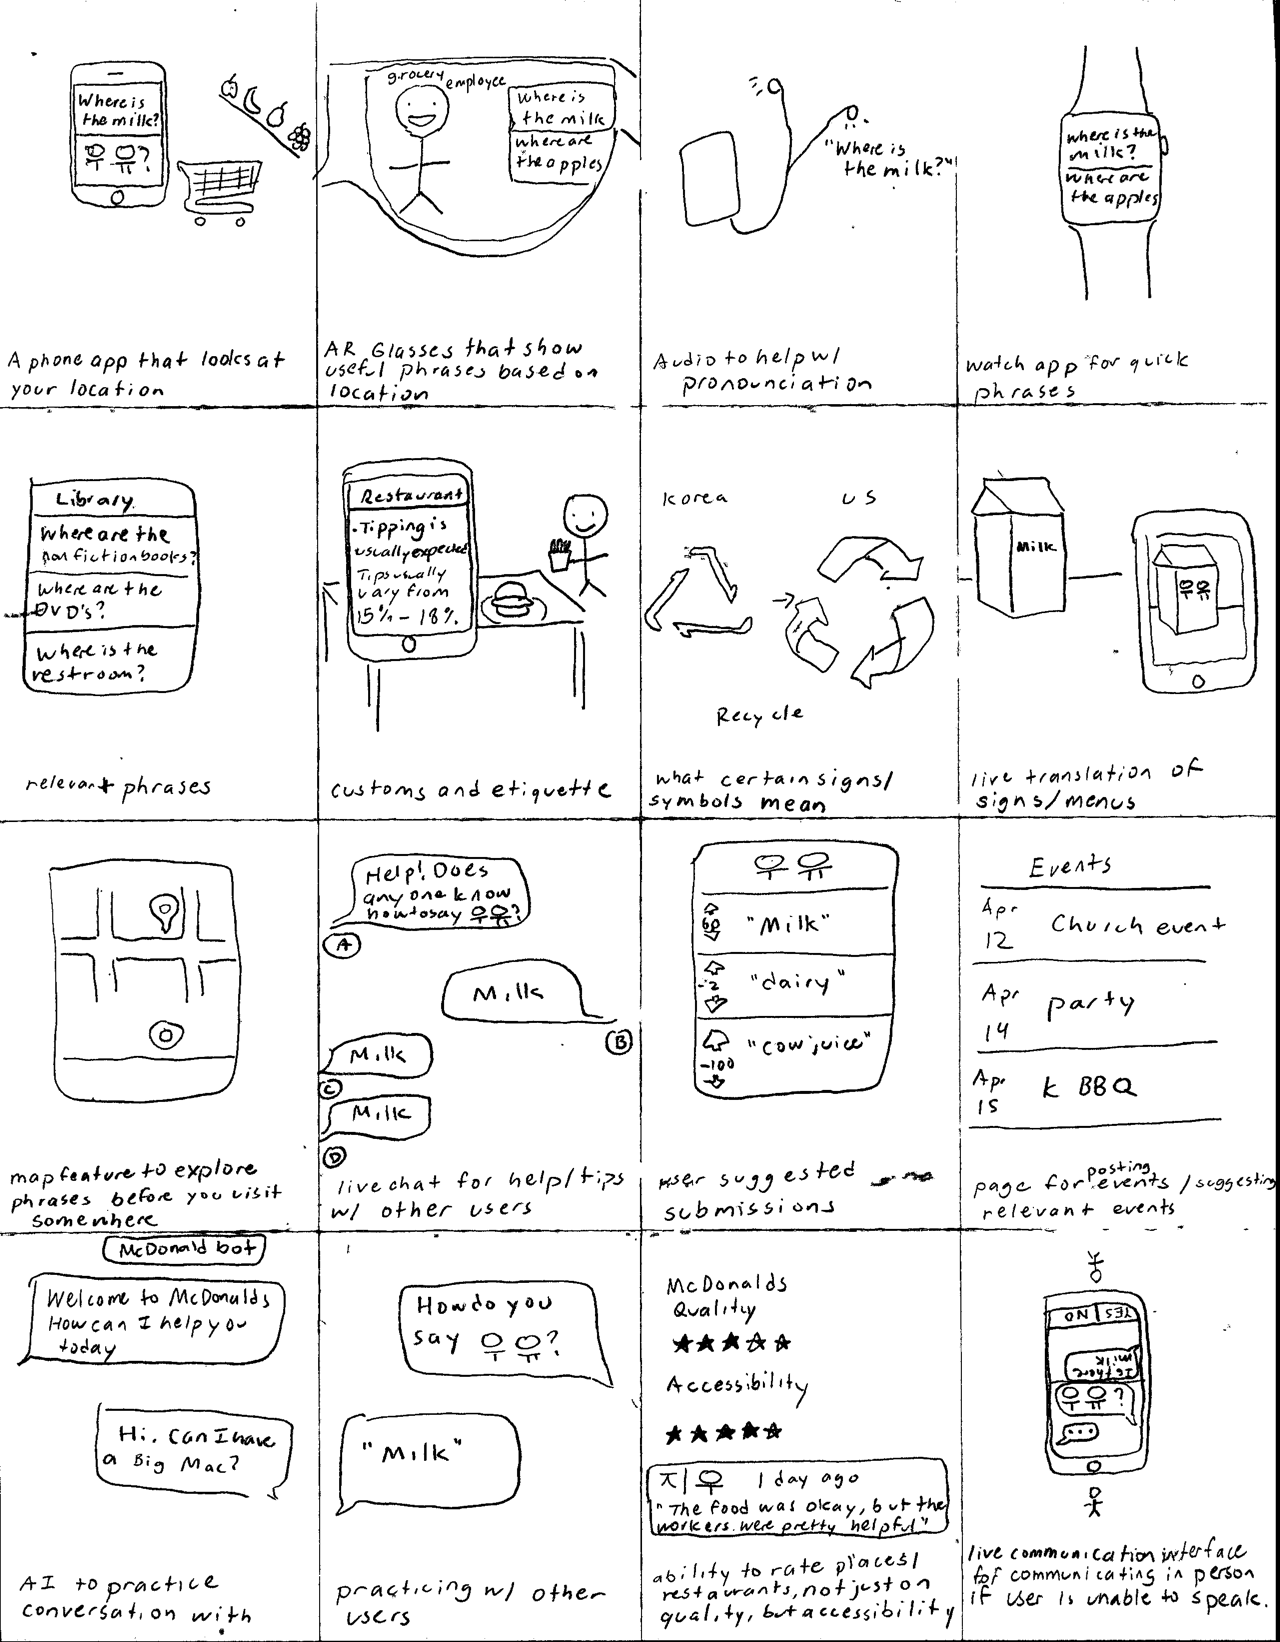 Where is
the milk?
우유?
A phone app that looks at
your location
grocery employee
Where is
the milk
where are
the apples
AR Glasses that show
useful phrases based on
location
"Where is
the milk?"
Audio to help w/
pronounciation
where is the
milk?
where are
the apples
watch app for quick
phrases
Library
Where are the
non fiction books?
where are the
DVD's?
Where is the
restroom?
relevant phrases
Restaurant
• Tipping is
usually expected
Tips usually
vary from
15% - 18%.
customs and etiquette
Korea
US
Recycle
what certain signs/
symbols mean
Milk
우유
live translation of
signs/menus
map feature to explore
phrases before you visit
somewhere
Help! Does
anyone know
how to say 우유?
A
Milk
B
Milk
C
Milk
D
live chat for help/tips
w/ other users
우유
60
"Milk"
-2
"dairy"
-100
"cow juice"
user suggested
submissions
Events
Apr
12
Church event
Apr
14
party
Apr
15
K BBQ
page for posting events / suggesting
relevant events
McDonald bot
Welcome to McDonalds
How can I help you
today
Hi, Can I have
a Big Mac?
AI to practice
conversation with
How do you
say 우유?
"Milk"
practicing w/ other
users
McDonalds
Quality
Accessibility
지우 1 day ago
"The food was okay, but the
workers were pretty helpful"
ability to rate places/
restaurants, not just on
quality, but accessibility
YES NO
Is there
milk
우유?
...
live communication interface
for communicating in person
if user is unable to speak.